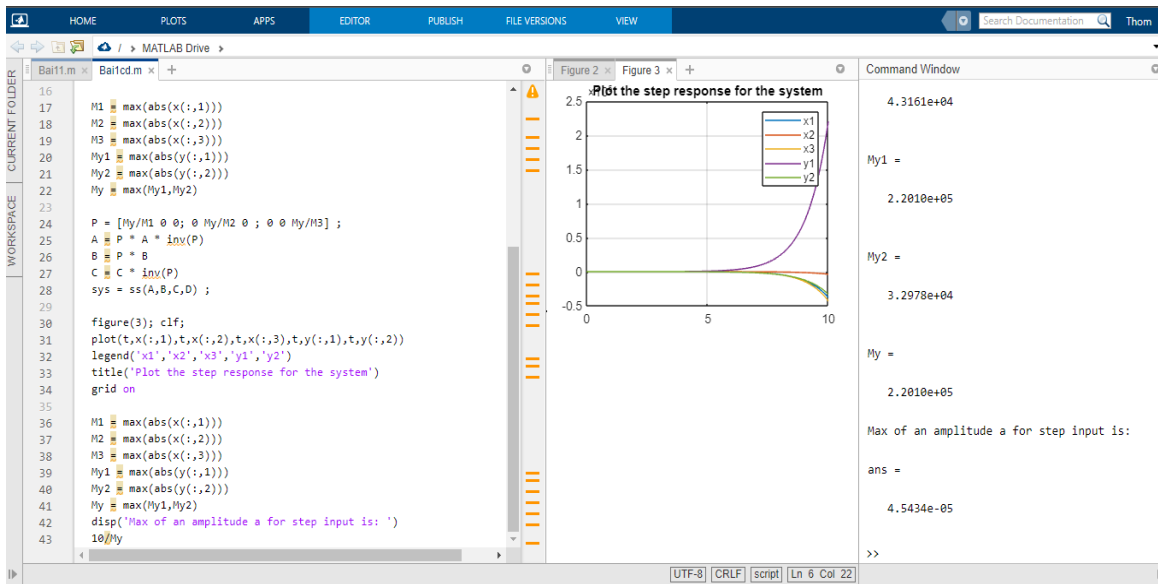 HOME PLOTS APPS EDITOR PUBLISH FILE VERSIONS VIEW Search Documentation Thom
/ › MATLAB Drive ›
CURRENT FOLDER
WORKSPACE
Bai11.m × Bai1cd.m × +
16
17 M1 = max(abs(x(:,1)))
18 M2 = max(abs(x(:,2)))
19 M3 = max(abs(x(:,3)))
20 My1 = max(abs(y(:,1)))
21 My2 = max(abs(y(:,2)))
22 My = max(My1,My2)
23
24 P = [My/M1 0 0; 0 My/M2 0 ; 0 0 My/M3] ;
25 A = P * A * inv(P)
26 B = P * B
27 C = C * inv(P)
28 sys = ss(A,B,C,D) ;
29
30 figure(3); clf;
31 plot(t,x(:,1),t,x(:,2),t,x(:,3),t,y(:,1),t,y(:,2))
32 legend('x1','x2','x3','y1','y2')
33 title('Plot the step response for the system')
34 grid on
35
36 M1 = max(abs(x(:,1)))
37 M2 = max(abs(x(:,2)))
38 M3 = max(abs(x(:,3)))
39 My1 = max(abs(y(:,1)))
40 My2 = max(abs(y(:,2)))
41 My = max(My1,My2)
42 disp('Max of an amplitude a for step input is: ')
43 10/My
Figure 2 × Figure 3 × +
Plot the step response for the system
2.5
2
1.5
1
0.5
0
-0.5
0 5 10
x1
x2
x3
y1
y2
Command Window
4.3161e+04
My1 =
2.2010e+05
My2 =
3.2978e+04
My =
2.2010e+05
Max of an amplitude a for step input is:
ans =
4.5434e-05
>>
UTF-8 CRLF script Ln 6 Col 22